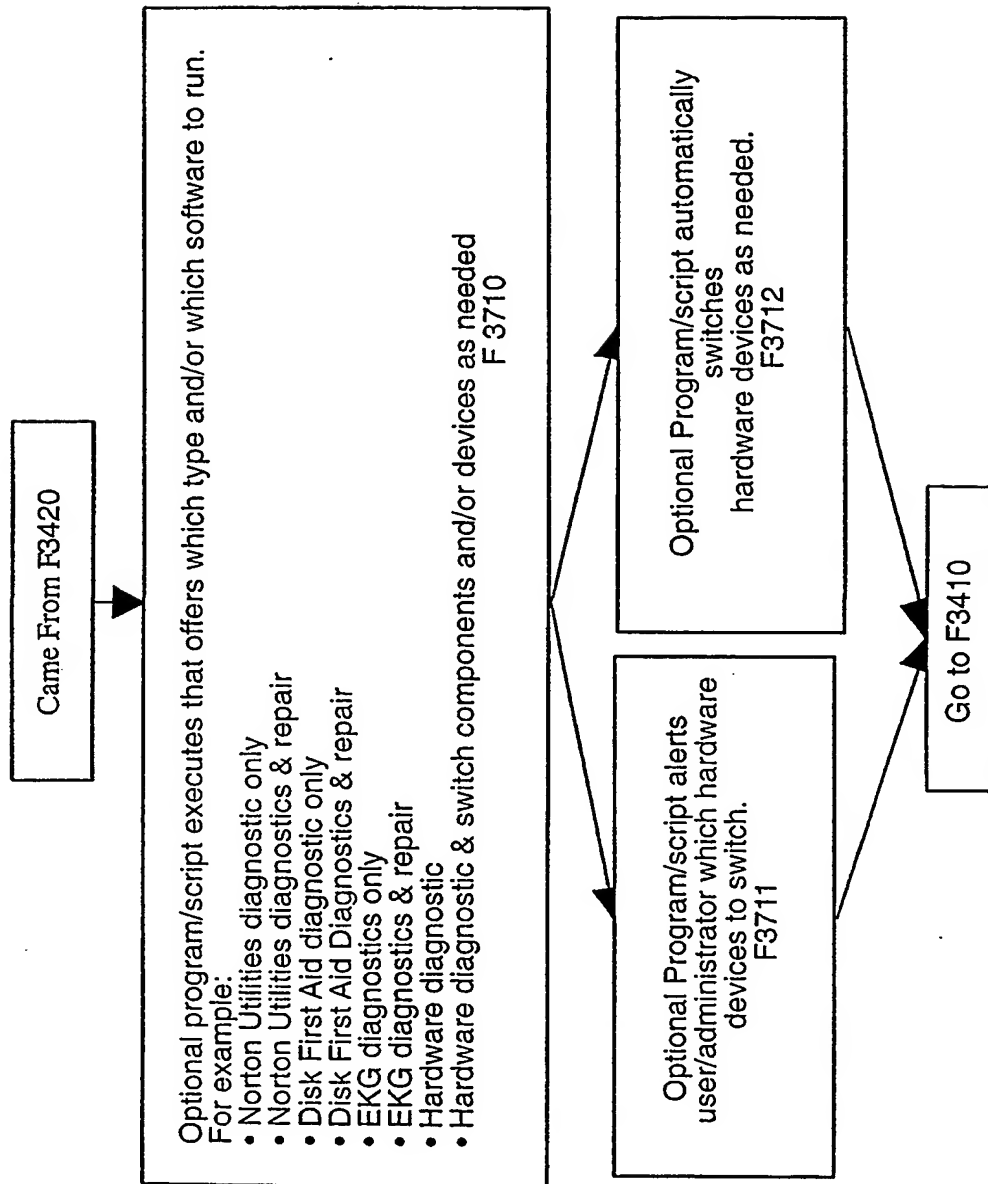 Came From F3420
Optional program/script executes that offers which type and/or which software to run.
For example:
• Norton Utilities diagnostic only
• Norton Utilities diagnostics & repair
• Disk First Aid diagnostic only
• Disk First Aid Diagnostics & repair
• EKG diagnostics only
• EKG diagnostics & repair
• Hardware diagnostic
• Hardware diagnostic & switch components and/or devices as needed
F 3710
Optional Program/script alerts
user/administrator which hardware
devices to switch.
F3711
Optional Program/script automatically
switches
hardware devices as needed.
F3712
Go to F3410